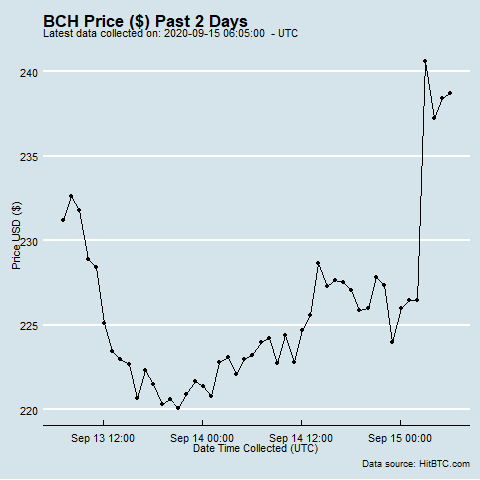 BCH Price ($) Past 2 Days
Latest data collected on: 2020-09-15 06:05:00 - UTC
240
235
230
225
220
Price USD ($)
Sep 13 12:00 Sep 14 00:00 Sep 14 12:00 Sep 15 00:00
Date Time Collected (UTC)
Data source: HitBTC.com